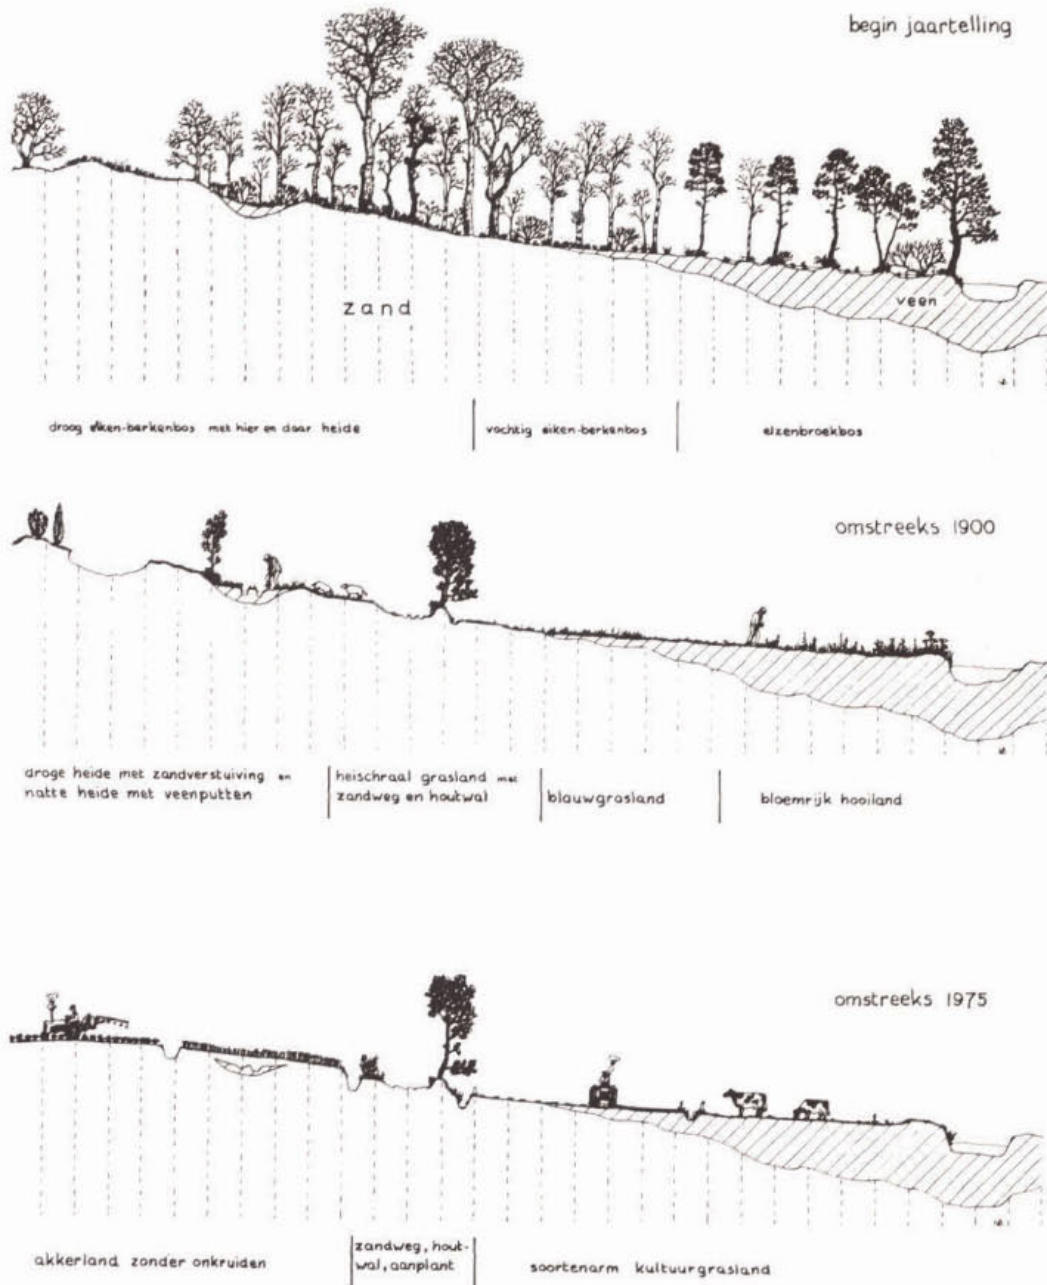 begin jaartelling
zand
veen
droog eiken-berkenbos met hier en daar heide
vochtig eiken-berkenbos
elzenbroekbos
omstreeks 1900
droge heide met zandverstuiving en
natte heide met veenputten
heischraal grasland met
zandweg en houtwal
blauwgrasland
bloemrijk hooiland
omstreeks 1975
akkerland zonder onkruiden
zandweg, hout-
wal, aanplant
soortenarm kultuurgrasland